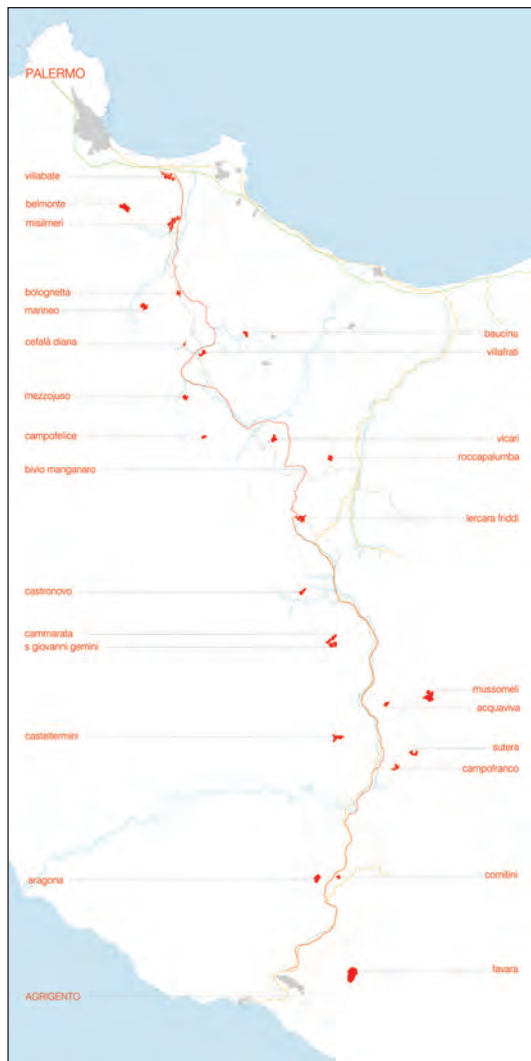 PALERMO
villabate
belmonte
misilmeri
bolognetta
marineo
baucina
cefalà diana
villafrati
mezzojuso
campofelice
vicari
roccapalumba
bivio manganaro
lercara friddi
castronovo
cammarata
s giovanni gemini
mussomeli
acquaviva
casteltermini
sutera
campofranco
aragona
comitini
favara
AGRIGENTO